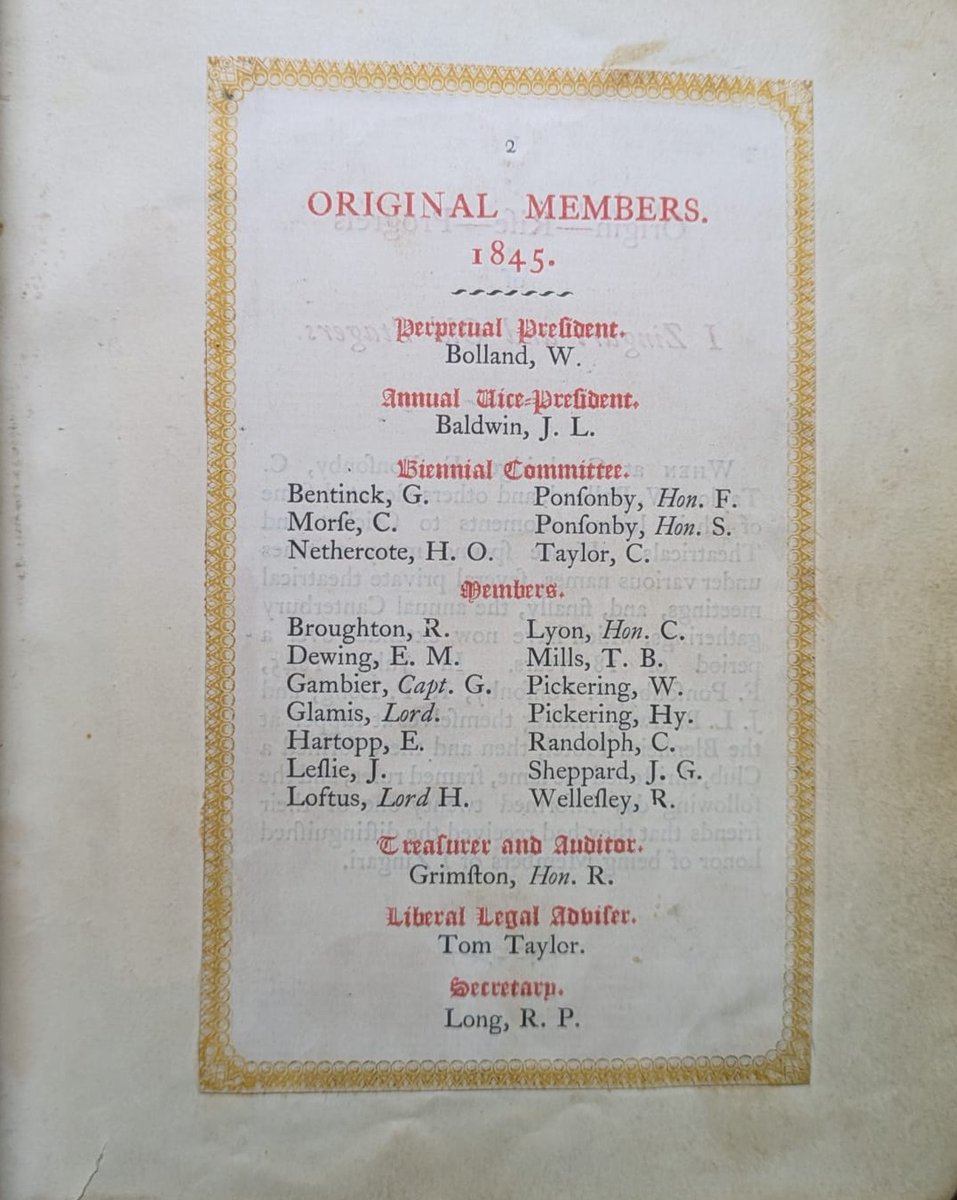 2
ORIGINAL MEMBERS.
1845.
Perpetual Preſident.
Bolland, W.
Annual Vice-Preſident.
Baldwin, J. L.
Biennial Committee.
Bentinck, G. Ponſonby, Hon. F.
Morſe, C. Ponſonby, Hon. S.
Nethercote, H. O. Taylor, C.
Members.
Broughton, R. Lyon, Hon. C.
Dewing, E. M. Mills, T. B.
Gambier, Capt. G. Pickering, W.
Glamis, Lord. Pickering, Hy.
Hartopp, E. Randolph, C.
Leſlie, J. Sheppard, J. G.
Loftus, Lord H. Welleſley, R.
Treaſurer and Auditor.
Grimſton, Hon. R.
Liberal Legal Adviſer.
Tom Taylor.
Secretary.
Long, R. P.